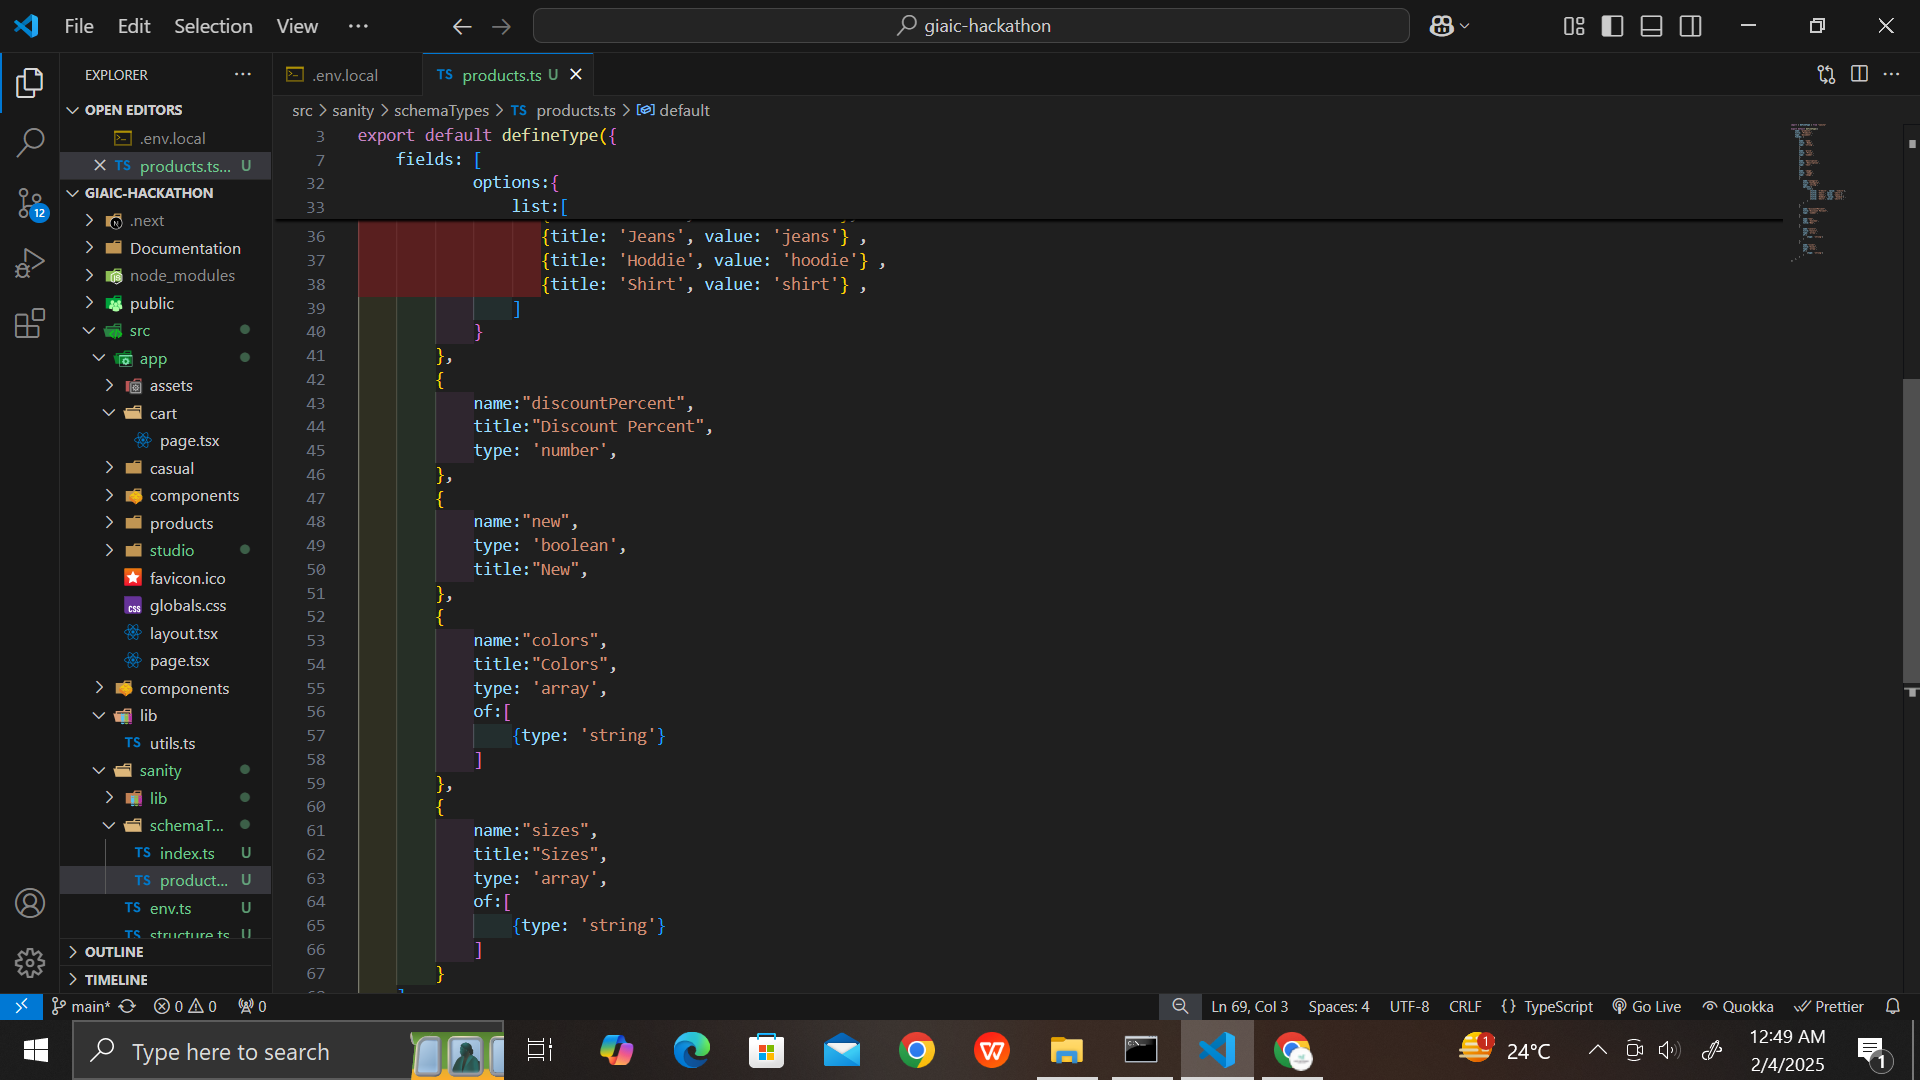 File Edit Selection View
giaic-hackathon
EXPLORER
OPEN EDITORS
.env.local
TS products.ts... U
GIAIC-HACKATHON
.next
Documentation
node_modules
public
src
app
assets
cart
page.tsx
casual
components
products
studio
favicon.ico
globals.css
layout.tsx
page.tsx
components
lib
TS utils.ts
sanity
lib
schemaT...
TS index.ts U
TS product... U
TS env.ts U
TS structure.ts U
OUTLINE
TIMELINE
.env.local
TS products.ts U
src > sanity > schemaTypes > TS products.ts > default
3 export default defineType({
7 fields: [
32 options:{
33 list:[
36 {title: 'Jeans', value: 'jeans'} ,
37 {title: 'Hoddie', value: 'hoodie'} ,
38 {title: 'Shirt', value: 'shirt'} ,
39 ]
40 }
41 },
42 {
43 name:"discountPercent",
44 title:"Discount Percent",
45 type: 'number',
46 },
47 {
48 name:"new",
49 type: 'boolean',
50 title:"New",
51 },
52 {
53 name:"colors",
54 title:"Colors",
55 type: 'array',
56 of:[
57 {type: 'string'}
58 ]
59 },
60 {
61 name:"sizes",
62 title:"Sizes",
63 type: 'array',
64 of:[
65 {type: 'string'}
66 ]
67 }
12
main* 0 0 0
Ln 69, Col 3 Spaces: 4 UTF-8 CRLF {} TypeScript Go Live Quokka Prettier
Type here to search
1
24°C
12:49 AM
2/4/2025
1